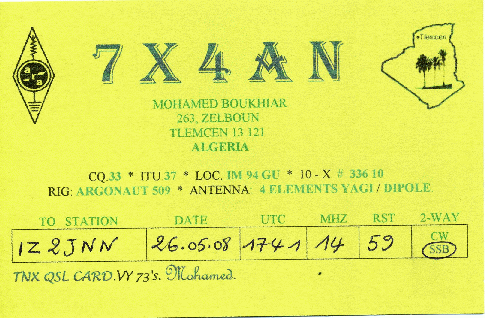 7X4AN
Tlemcen
MOHAMED BOUKHIAR
263, ZELBOUN
TLEMCEN 13 121
ALGERIA
CQ.33 * ITU 37 * LOC. IM 94 GU * 10 - X # 336 10
RIG: ARGONAUT 509 * ANTENNA: 4 ELEMENTS YAGI / DIPOLE
TO STATION DATE UTC MHZ RST 2-WAY
IZ2JNN 26.05.08 1741 14 59 CW
SSB
TNX QSL CARD.VY 73's. Mohamed.